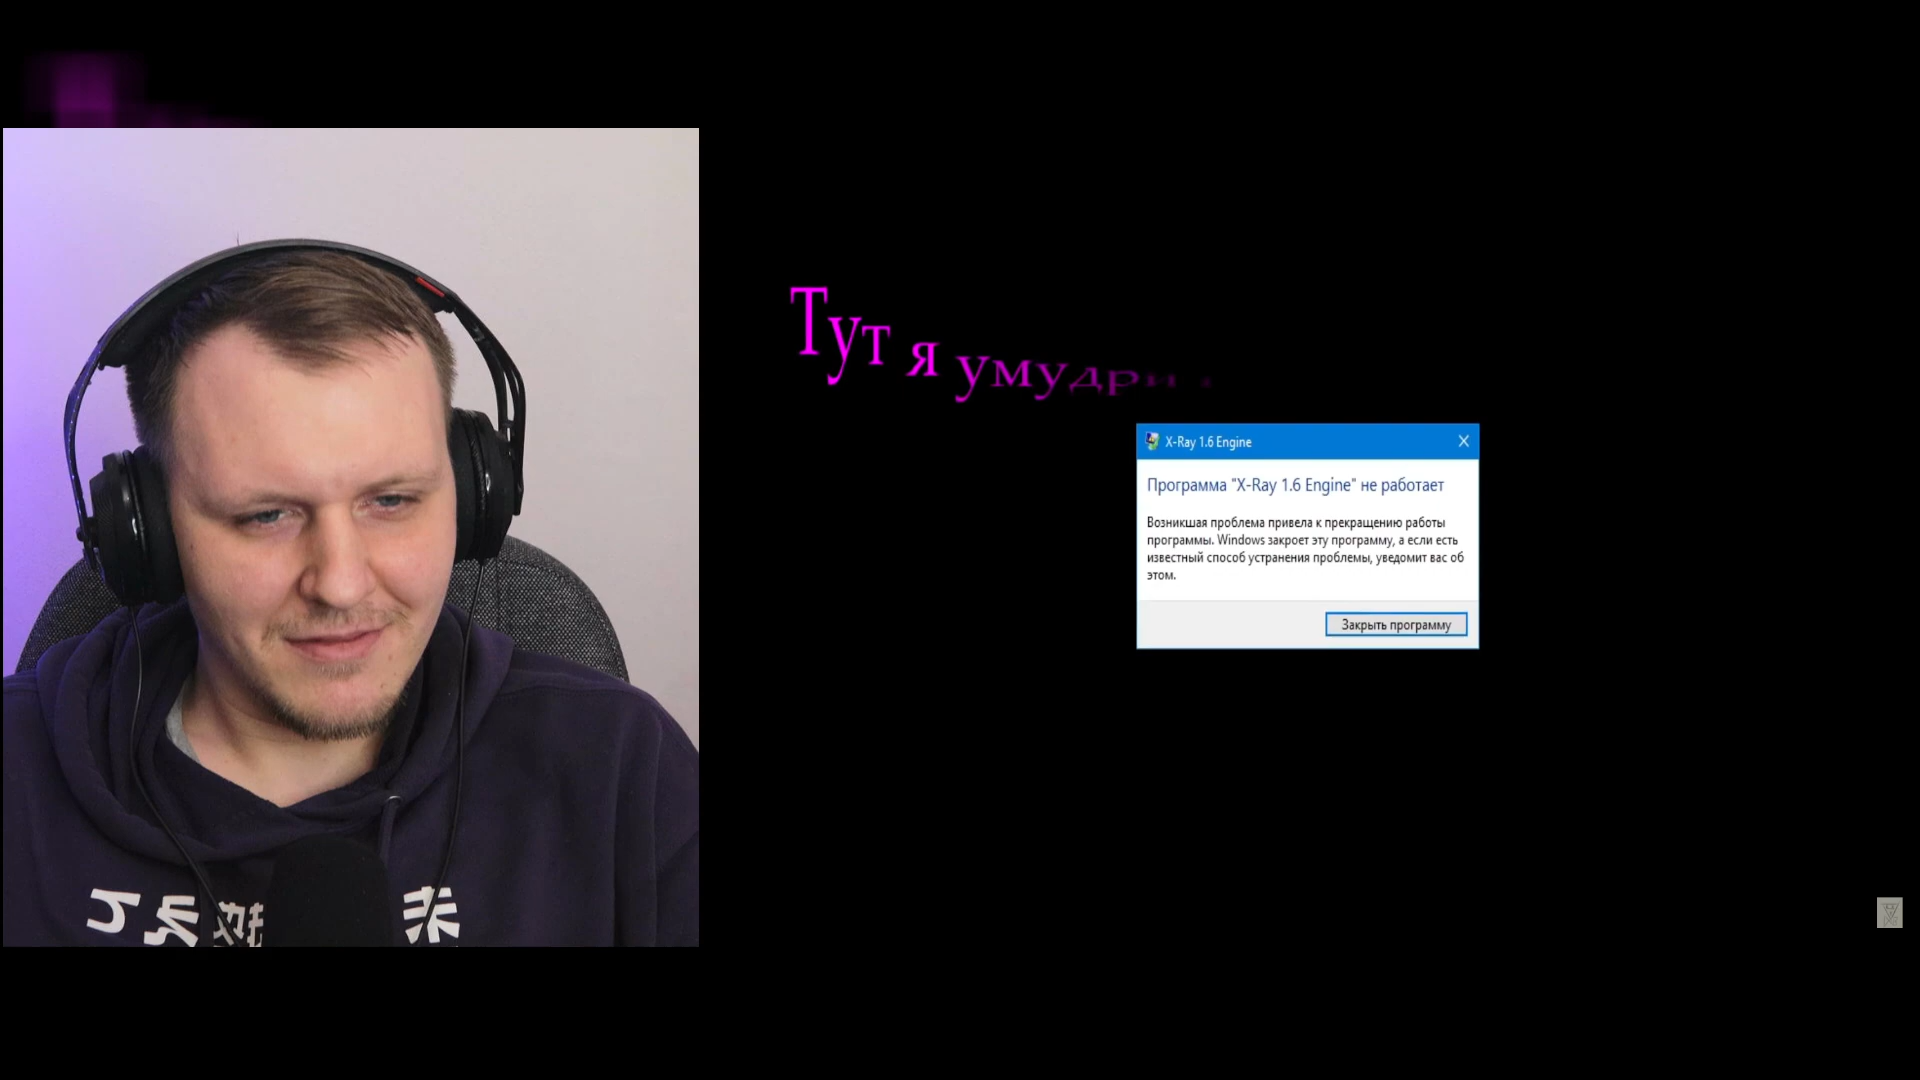 Тут я умудри
X-Ray 1.6 Engine
Программа "X-Ray 1.6 Engine" не работает
Возникшая проблема привела к прекращению работы
программы. Windows закроет эту программу, а если есть
известный способ устранения проблемы, уведомит вас об
этом.
Закрыть программу